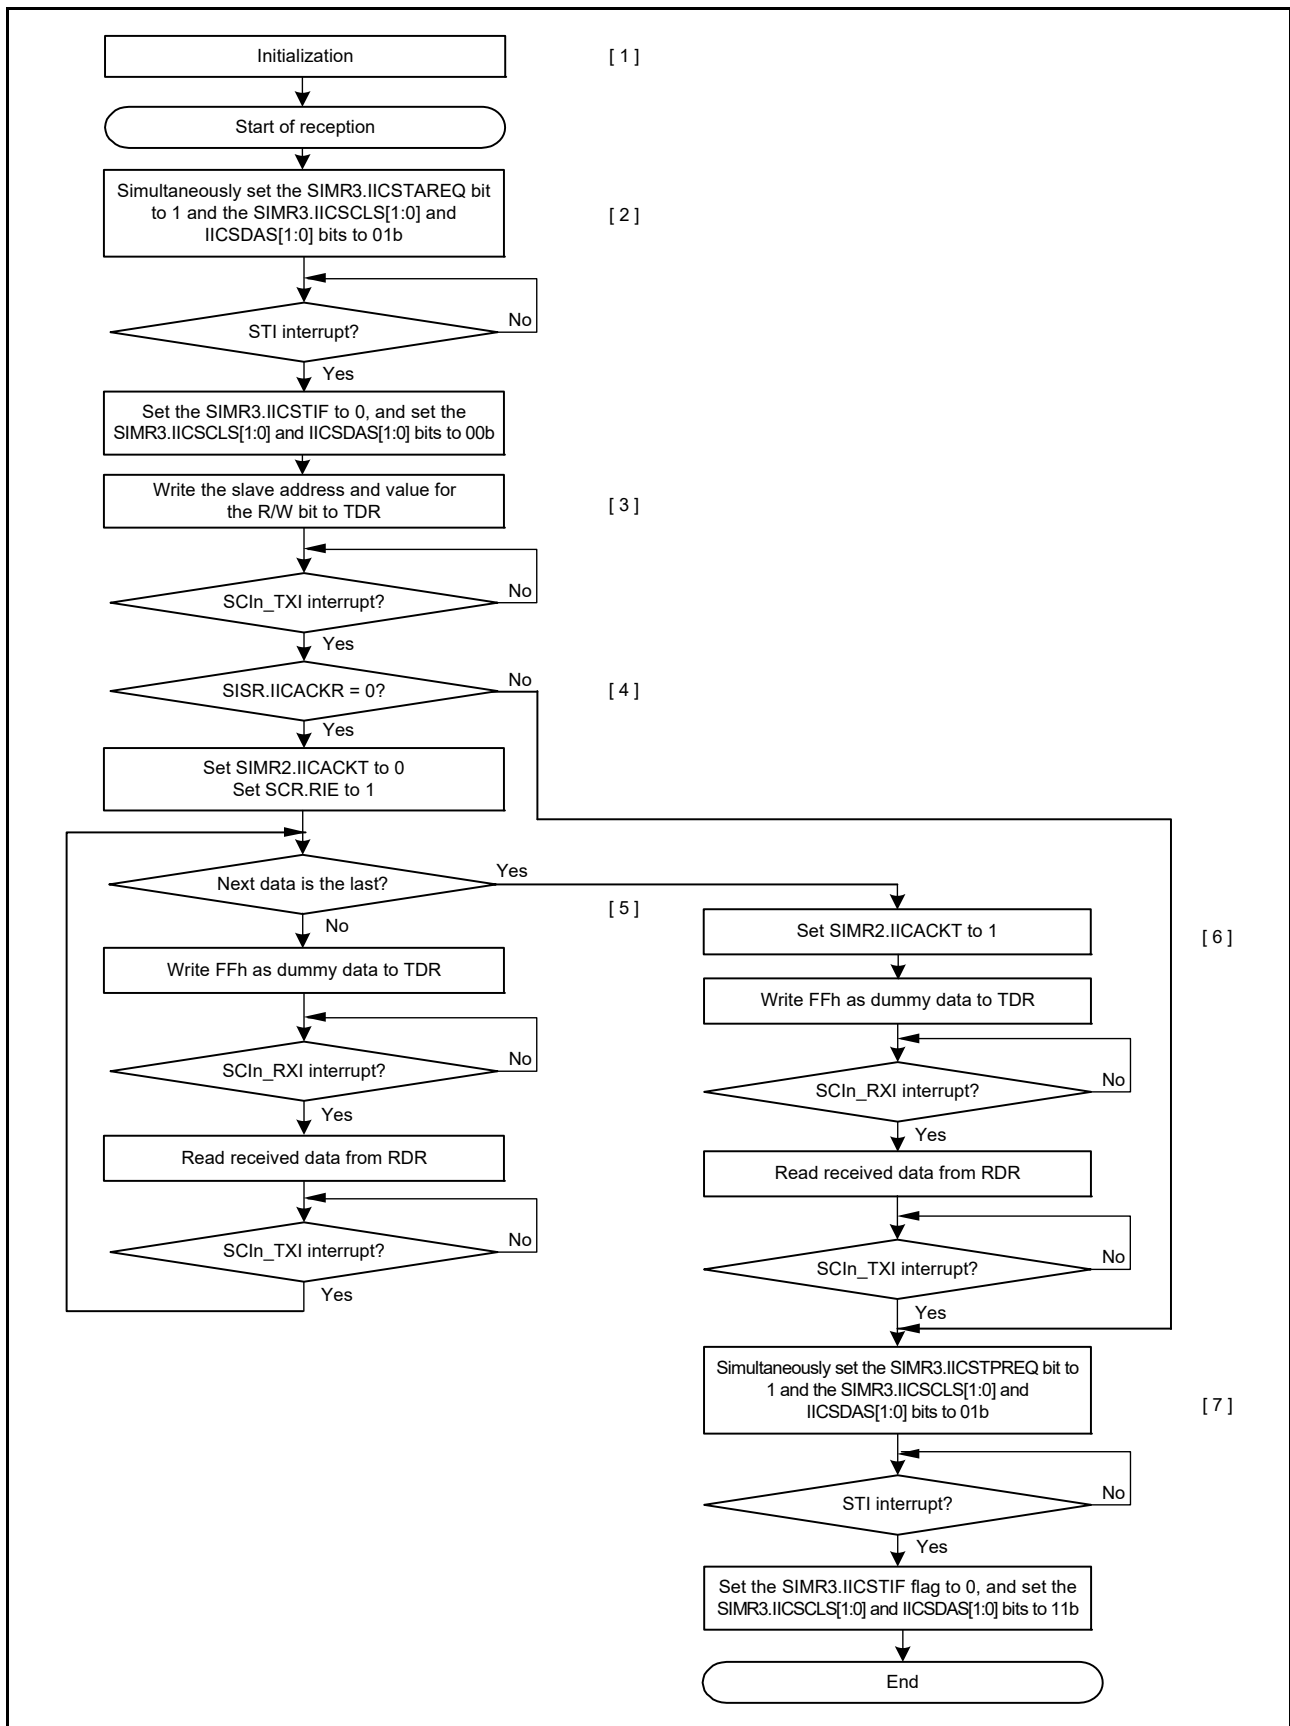 Initialization
[ 1 ]
Start of reception
Simultaneously set the SIMR3.IICSTAREQ bit
to 1 and the SIMR3.IICSCLS[1:0] and
IICSDAS[1:0] bits to 01b
[ 2 ]
STI interrupt?
No
Yes
Set the SIMR3.IICSTIF to 0, and set the
SIMR3.IICSCLS[1:0] and IICSDAS[1:0] bits to 00b
Write the slave address and value for
the R/W bit to TDR
[ 3 ]
SCIn_TXI interrupt?
No
Yes
SISR.IICACKR = 0?
No
[ 4 ]
Yes
Set SIMR2.IICACKT to 0
Set SCR.RIE to 1
Next data is the last?
Yes
[ 5 ]
No
Write FFh as dummy data to TDR
SCIn_RXI interrupt?
No
Yes
Read received data from RDR
SCIn_TXI interrupt?
No
Yes
Set SIMR2.IICACKT to 1
[ 6 ]
Write FFh as dummy data to TDR
SCIn_RXI interrupt?
No
Yes
Read received data from RDR
SCIn_TXI interrupt?
No
Yes
Simultaneously set the SIMR3.IICSTPREQ bit to
1 and the SIMR3.IICSCLS[1:0] and
IICSDAS[1:0] bits to 01b
[ 7 ]
STI interrupt?
No
Yes
Set the SIMR3.IICSTIF flag to 0, and set the
SIMR3.IICSCLS[1:0] and IICSDAS[1:0] bits to 11b
End